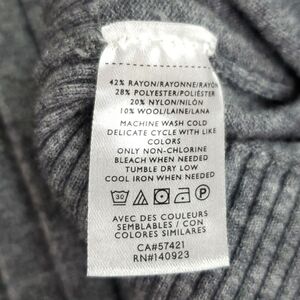 42% RAYON/RAYONNE/RAYON
28% POLYESTER/POLIÉSTER
20% NYLON/NILÓN
10% WOOL/LAINE/LANA
MACHINE WASH COLD
DELICATE CYCLE WITH LIKE
COLORS
ONLY NON-CHLORINE
BLEACH WHEN NEEDED
TUMBLE DRY LOW
COOL IRON WHEN NEEDED
30 P
AVEC DES COULEURS
SEMBLABLES / CON
COLORES SIMILARES
CA#57421
RN#140923